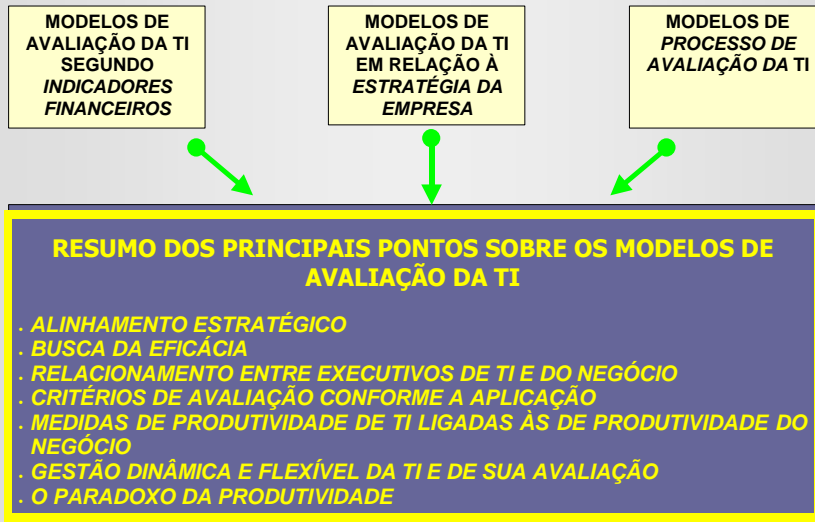 MODELOS DE
AVALIAÇÃO DA TI
SEGUNDO
INDICADORES
FINANCEIROS
MODELOS DE
AVALIAÇÃO DA TI
EM RELAÇÃO À
ESTRATÉGIA DA
EMPRESA
MODELOS DE
PROCESSO DE
AVALIAÇÃO DA TI
RESUMO DOS PRINCIPAIS PONTOS SOBRE OS MODELOS DE
AVALIAÇÃO DA TI
. ALINHAMENTO ESTRATÉGICO
. BUSCA DA EFICÁCIA
. RELACIONAMENTO ENTRE EXECUTIVOS DE TI E DO NEGÓCIO
. CRITÉRIOS DE AVALIAÇÃO CONFORME A APLICAÇÃO
. MEDIDAS DE PRODUTIVIDADE DE TI LIGADAS ÀS DE PRODUTIVIDADE DO
NEGÓCIO
. GESTÃO DINÂMICA E FLEXÍVEL DA TI E DE SUA AVALIAÇÃO
. O PARADOXO DA PRODUTIVIDADE